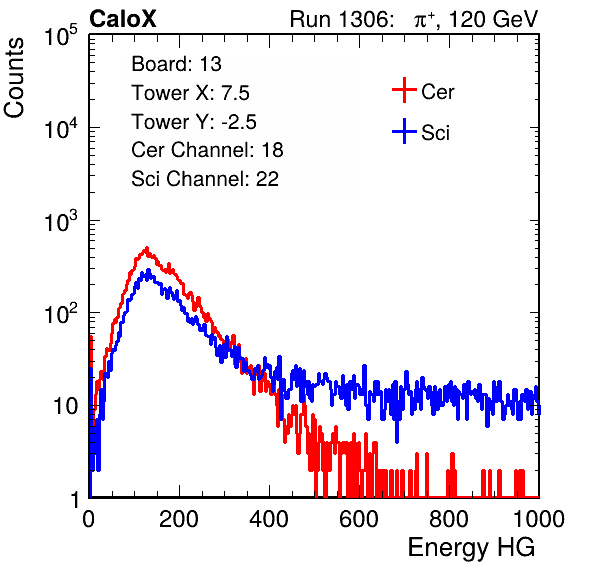 CaloX Run 1306: π⁺, 120 GeV
Counts
Board: 13
Tower X: 7.5
Tower Y: -2.5
Cer Channel: 18
Sci Channel: 22
Cer
Sci
10⁵
10⁴
10³
10²
10
1
0 200 400 600 800 1000
Energy HG